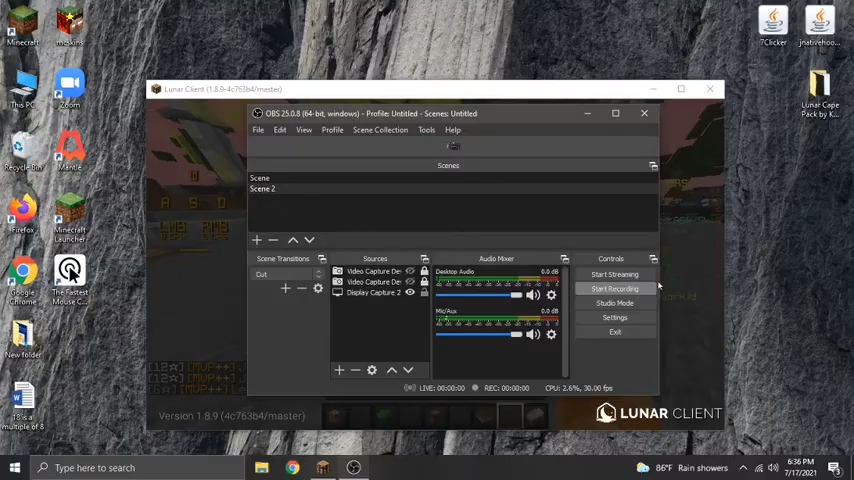 Minecraft
mcskins
7Clicker
jnativehoo...
This PC
Zoom
Lunar Cape
Pack by K...
Recycle Bin
Mantle
Firefox
Minecraft
Launcher
Google
Chrome
The Fastest
Mouse C...
New folder
18 is a
multiple of 8
Lunar Client (1.8.9-4c763b4/master)
OBS 25.0.8 (64-bit, windows) - Profile: Untitled - Scenes: Untitled
File Edit View Profile Scene Collection Tools Help
Scenes
Scene
Scene 2
Scene Transitions
Sources
Audio Mixer
Controls
Cut
Video Capture De
Video Capture De
Display Capture 2
Desktop Audio 0.0 dB
Mic/Aux 0.0 dB
Start Streaming
Start Recording
Studio Mode
Settings
Exit
LIVE: 00:00:00 REC: 00:00:00 CPU: 2.6%, 30.00 fps
A S D
LMB RMB
[12☆] [MVP++]
Version 1.8.9 (4c763b4/master)
LUNAR CLIENT
Type here to search
86°F Rain showers
6:36 PM
7/17/2021
3